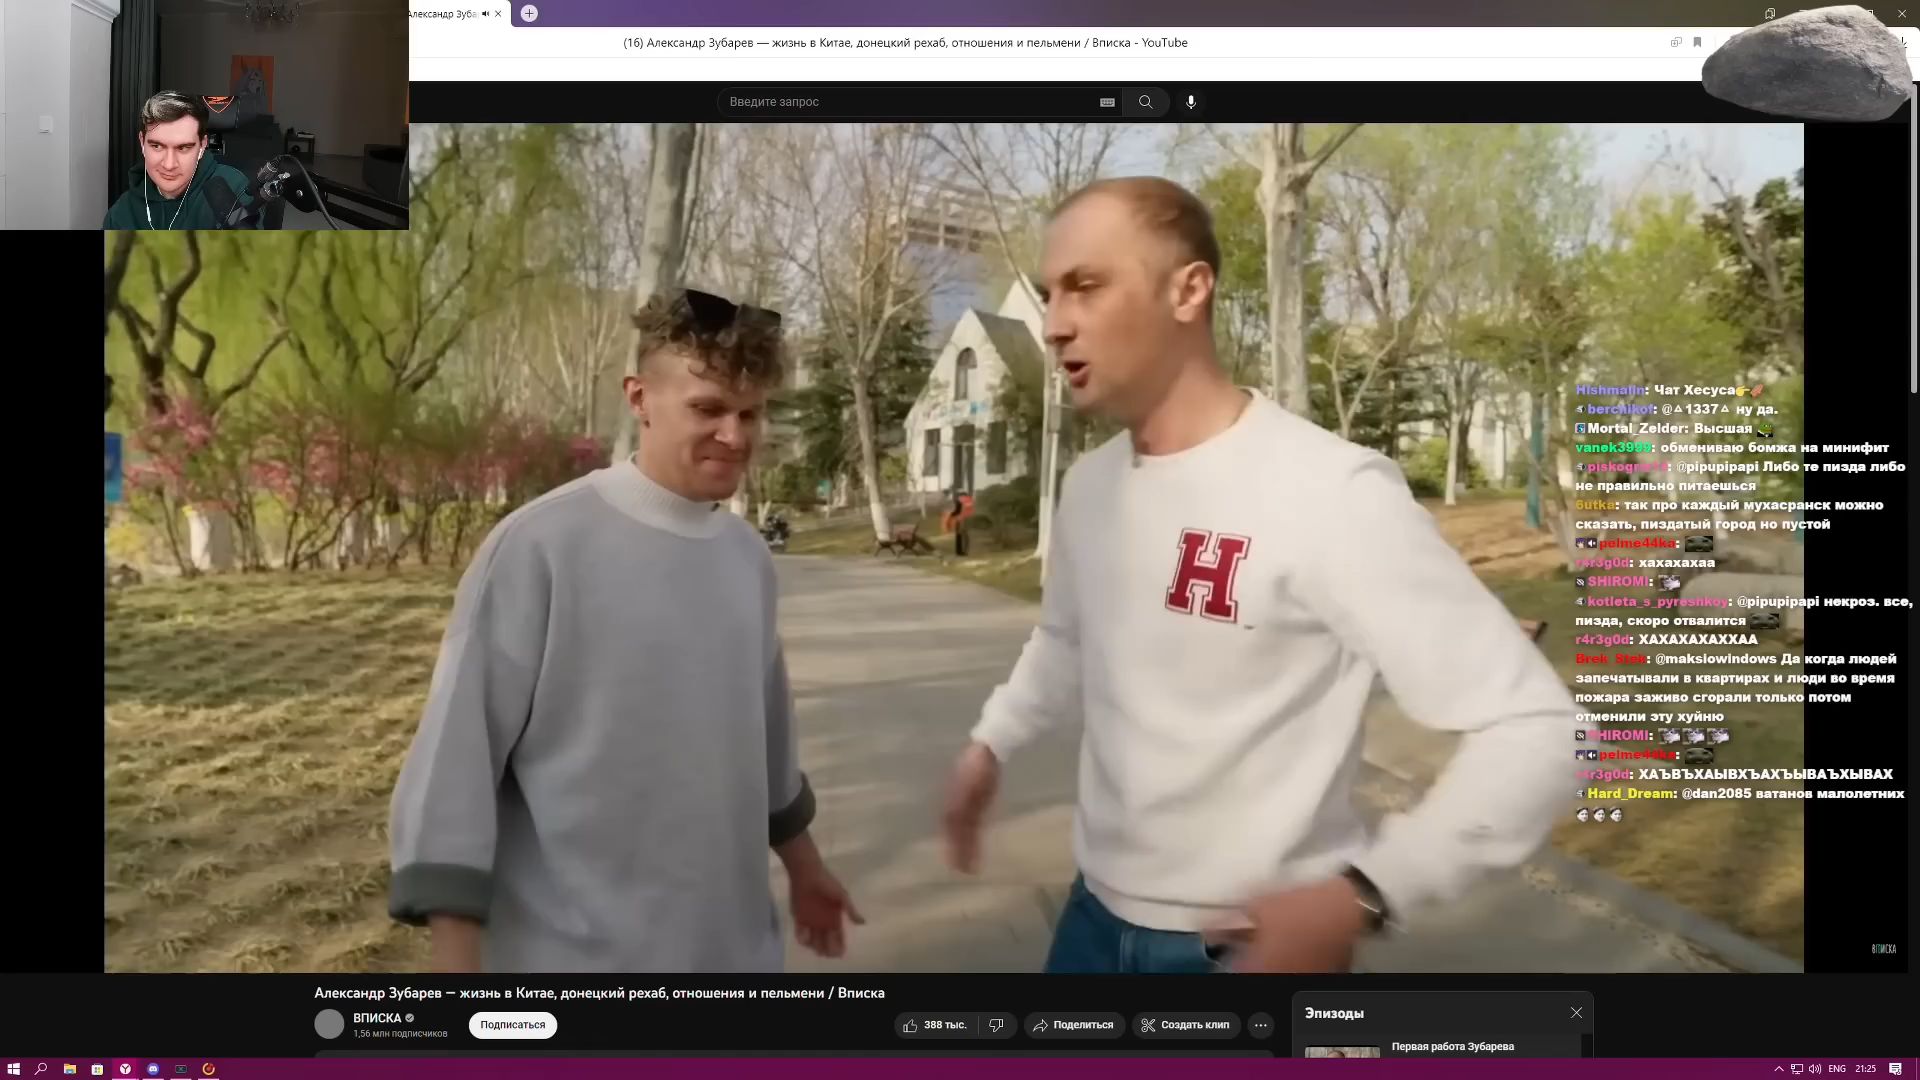 Александр Зуба
(16) Александр Зубарев — жизнь в Китае, донецкий рехаб, отношения и пельмени / Вписка - YouTube
Введите запрос
H
Hishmalin: Чат Хесуса
berchikof: @▵1337▵ ну да.
Mortal_Zelder: Высшая
vanek3999: обмениваю бомжа на минифит
@pipupipapi Либо те пизда либо
не правильно питаешься
6utka: так про каждый мухасранск можно
сказать, пиздатый город но пустой
pelme44ka:
r4r3g0d: хахахахаа
SHIROMI:
kotleta_s_pyreshkoy: @pipupipapi некроз. все,
пизда, скоро отвалится
r4r3g0d: ХАХАХАХАХХАА
Brek_Stek: @maksiowindows Да когда людей
запечатывали в квартирах и люди во время
пожара заживо сгорали только потом
отменили эту хуйню
SHIROMI:
pelme44ka:
r4r3g0d: ХАЪВЪХАЫВХЪАХЪЫВАЪХЫВАХ
Hard_Dream: @dan2085 ватанов малолетних
ВПИСКА
Александр Зубарев — жизнь в Китае, донецкий рехаб, отношения и пельмени / Вписка
ВПИСКА
1,56 млн подписчиков
Подписаться
388 тыс.
Поделиться
Создать клип
Эпизоды
Первая работа Зубарева
ENG
21:25